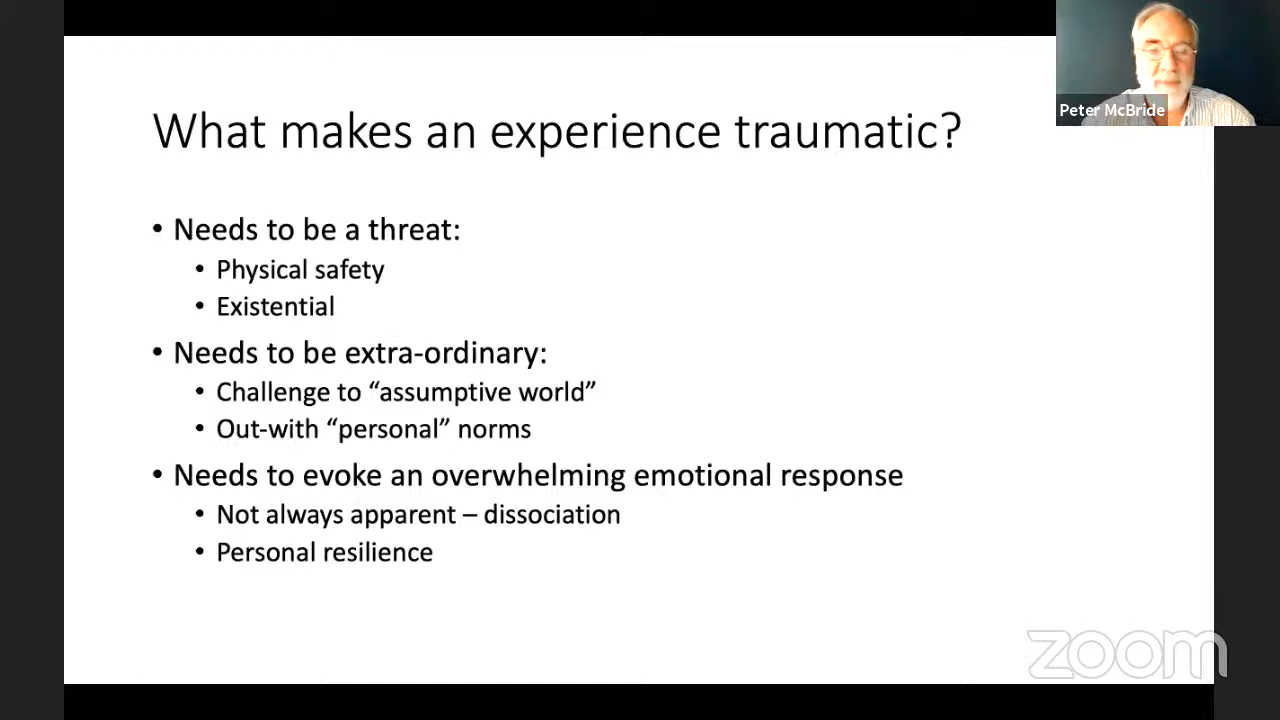 Peter McBride
What makes an experience traumatic?
• Needs to be a threat:
• Physical safety
• Existential
• Needs to be extra-ordinary:
• Challenge to “assumptive world”
• Out-with “personal” norms
• Needs to evoke an overwhelming emotional response
• Not always apparent – dissociation
• Personal resilience
zoom